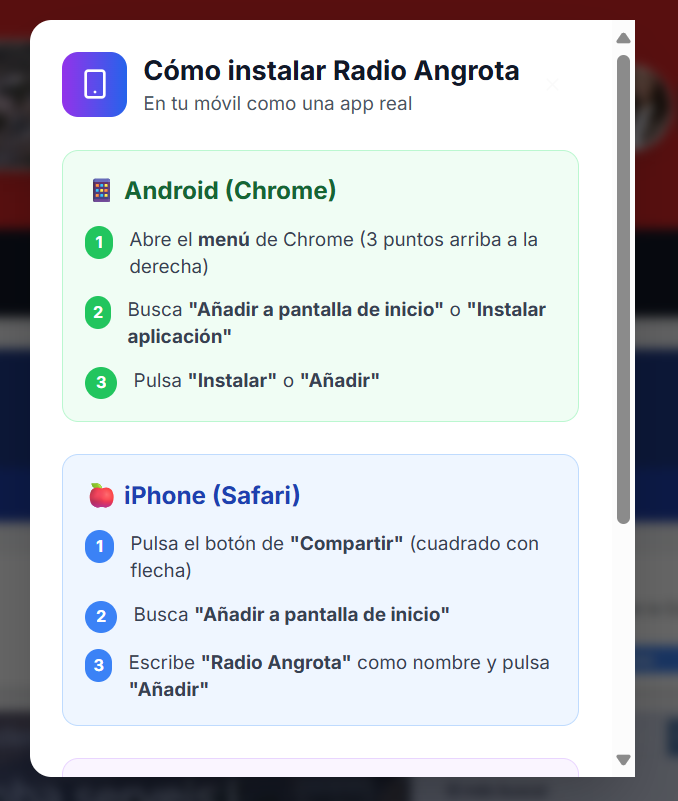 Cómo instalar Radio Angrota
En tu móvil como una app real
Android (Chrome)
1 Abre el menú de Chrome (3 puntos arriba a la
derecha)
2 Busca "Añadir a pantalla de inicio" o "Instalar
aplicación"
3 Pulsa "Instalar" o "Añadir"
iPhone (Safari)
1 Pulsa el botón de "Compartir" (cuadrado con
flecha)
2 Busca "Añadir a pantalla de inicio"
3 Escribe "Radio Angrota" como nombre y pulsa
"Añadir"